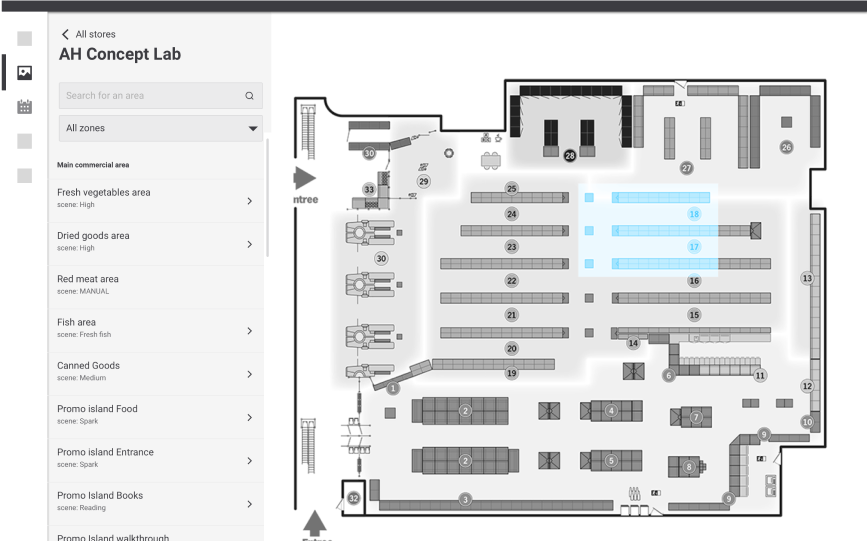 All stores
AH Concept Lab
Search for an area
All zones
Main commercial area
Fresh vegetables area
scene: High
Dried goods area
scene: High
Red meat area
scene: MANUAL
Fish area
scene: Fresh fish
Canned Goods
scene: Medium
Promo island Food
scene: Spark
Promo island Entrance
scene: Spark
Promo Island Books
scene: Reading
Promo Island walkthrough
ntree
Entree
30
33
29
28
27
26
25
24
23
22
21
20
19
18
17
16
15
14
13
12
11
10
30
1
2
2
3
4
5
6
7
8
9
9
32